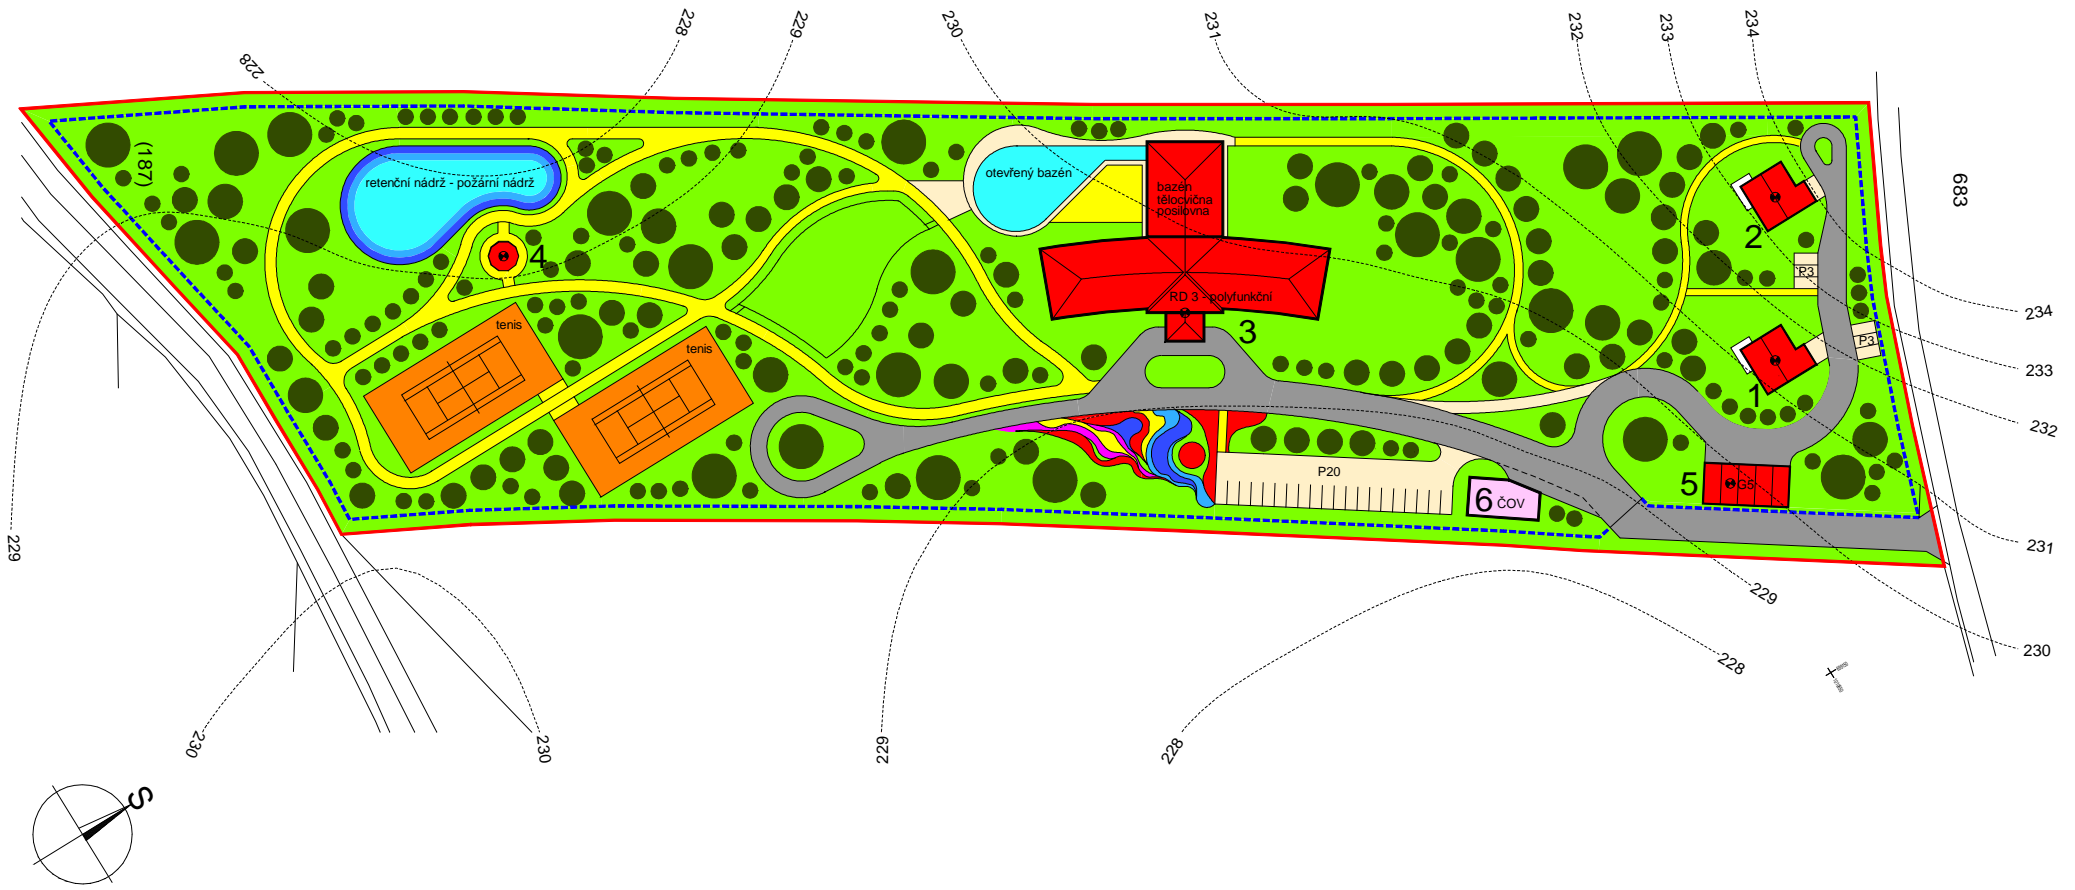 228
229
230
231
232
233
234
228
(187)
retenční nádrž - požární nádrž
4
tenis
tenis
otevřený bazén
bazén
tělocvična
posilovna
RD 3 - polyfunkční
3
2
P3
1
P3
683
234
233
232
231
230
229
228
5
G5
6 ČOV
P20
229
230
230
229
228
S